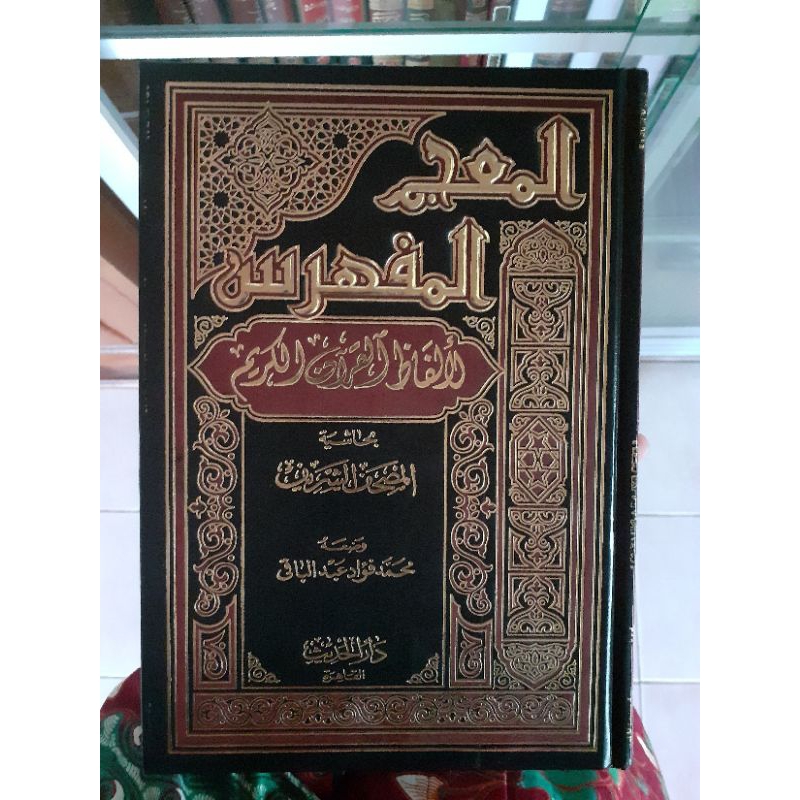 المعجم
المفهرس
لألفاظ القرآن الكريم
بحاشية
المصحف الشريف
وضعه
محمد فؤاد عبد الباقي
دار الحديث
القاهرة